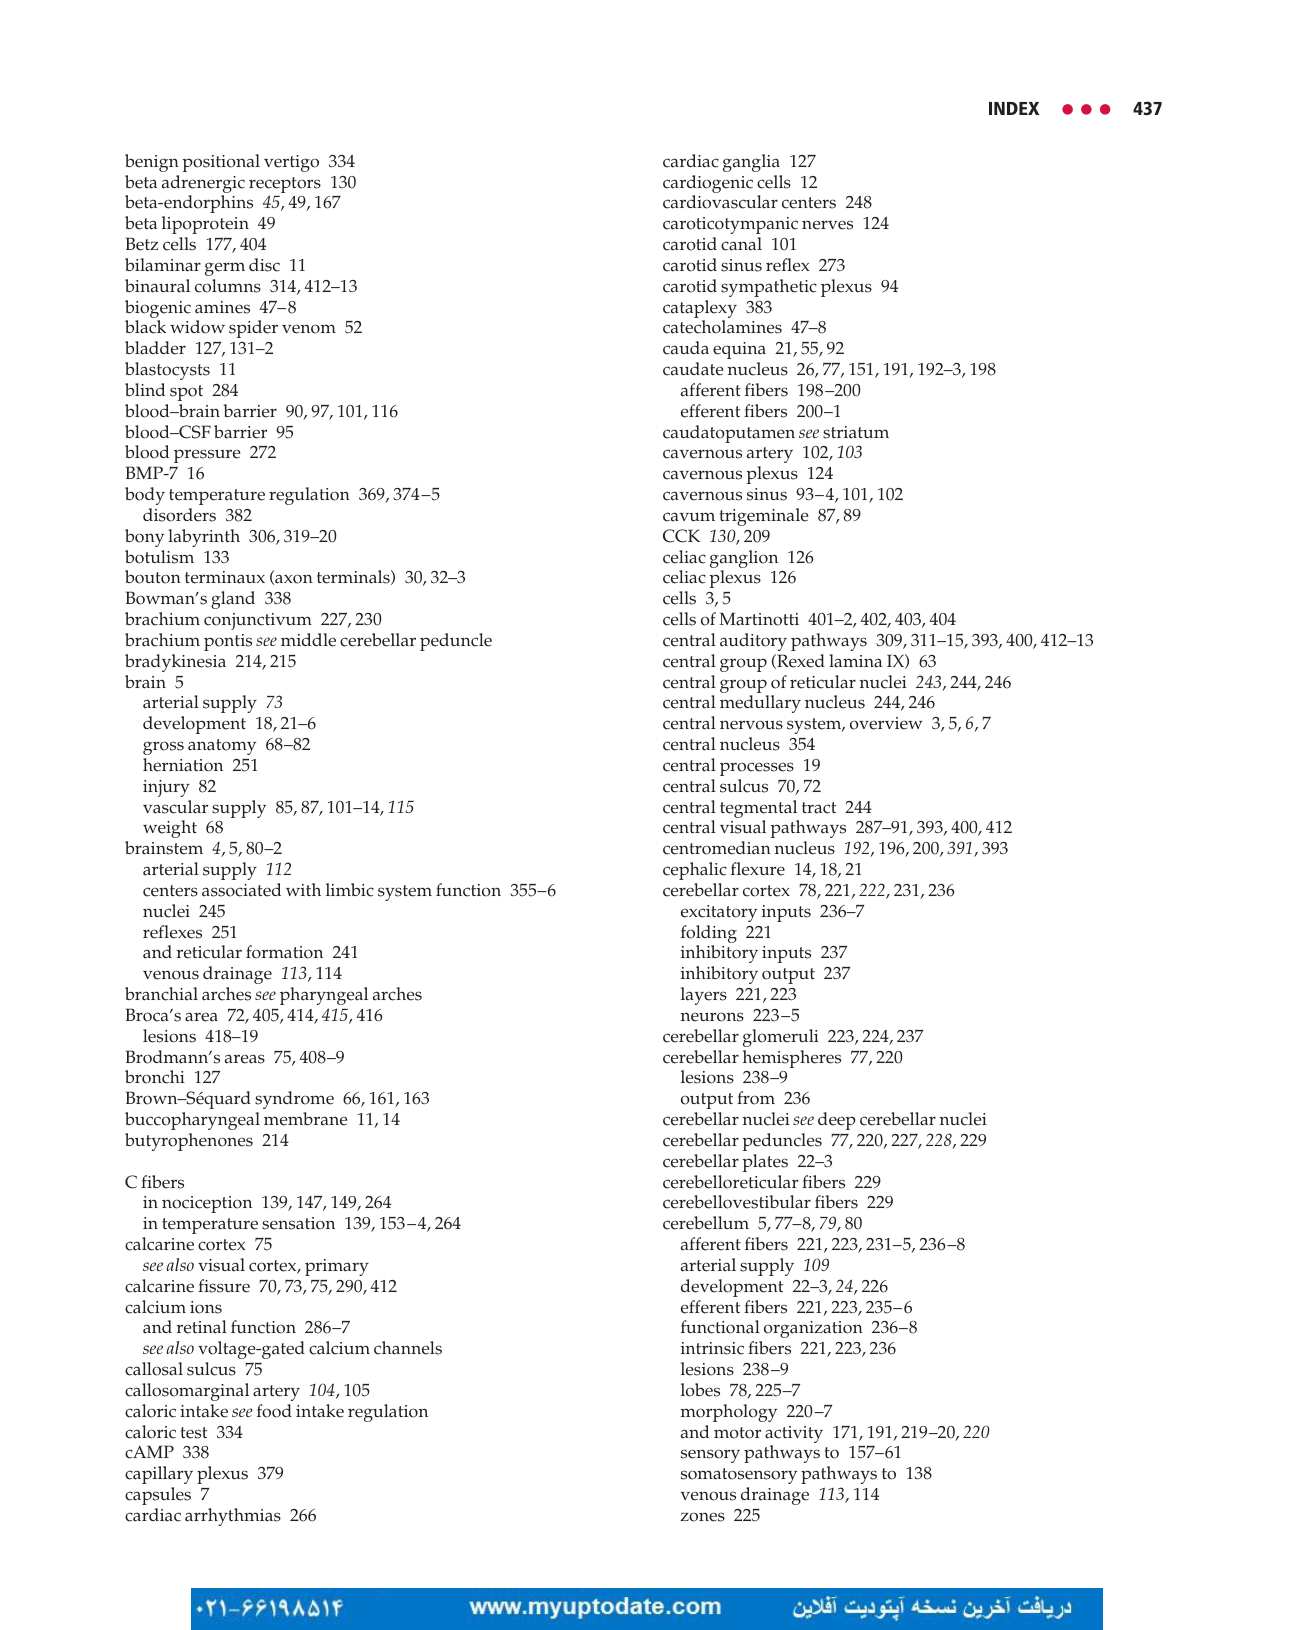 INDEX ● ● ● 437
benign positional vertigo 334
beta adrenergic receptors 130
beta-endorphins 45, 49, 167
beta lipoprotein 49
Betz cells 177, 404
bilaminar germ disc 11
binaural columns 314, 412–13
biogenic amines 47–8
black widow spider venom 52
bladder 127, 131–2
blastocysts 11
blind spot 284
blood–brain barrier 90, 97, 101, 116
blood–CSF barrier 95
blood pressure 272
BMP-7 16
body temperature regulation 369, 374–5
disorders 382
bony labyrinth 306, 319–20
botulism 133
bouton terminaux (axon terminals) 30, 32–3
Bowman's gland 338
brachium conjunctivum 227, 230
brachium pontis see middle cerebellar peduncle
bradykinesia 214, 215
brain 5
arterial supply 73
development 18, 21–6
gross anatomy 68–82
herniation 251
injury 82
vascular supply 85, 87, 101–14, 115
weight 68
brainstem 4, 5, 80–2
arterial supply 112
centers associated with limbic system function 355–6
nuclei 245
reflexes 251
and reticular formation 241
venous drainage 113, 114
branchial arches see pharyngeal arches
Broca's area 72, 405, 414, 415, 416
lesions 418–19
Brodmann's areas 75, 408–9
bronchi 127
Brown–Séquard syndrome 66, 161, 163
buccopharyngeal membrane 11, 14
butyrophenones 214
C fibers
in nociception 139, 147, 149, 264
in temperature sensation 139, 153–4, 264
calcarine cortex 75
see also visual cortex, primary
calcarine fissure 70, 73, 75, 290, 412
calcium ions
and retinal function 286–7
see also voltage-gated calcium channels
callosal sulcus 75
callosomarginal artery 104, 105
caloric intake see food intake regulation
caloric test 334
cAMP 338
capillary plexus 379
capsules 7
cardiac arrhythmias 266
cardiac ganglia 127
cardiogenic cells 12
cardiovascular centers 248
caroticotympanic nerves 124
carotid canal 101
carotid sinus reflex 273
carotid sympathetic plexus 94
cataplexy 383
catecholamines 47–8
cauda equina 21, 55, 92
caudate nucleus 26, 77, 151, 191, 192–3, 198
afferent fibers 198–200
efferent fibers 200–1
caudatoputamen see striatum
cavernous artery 102, 103
cavernous plexus 124
cavernous sinus 93–4, 101, 102
cavum trigeminale 87, 89
CCK 130, 209
celiac ganglion 126
celiac plexus 126
cells 3, 5
cells of Martinotti 401–2, 402, 403, 404
central auditory pathways 309, 311–15, 393, 400, 412–13
central group (Rexed lamina IX) 63
central group of reticular nuclei 243, 244, 246
central medullary nucleus 244, 246
central nervous system, overview 3, 5, 6, 7
central nucleus 354
central processes 19
central sulcus 70, 72
central tegmental tract 244
central visual pathways 287–91, 393, 400, 412
centromedian nucleus 192, 196, 200, 391, 393
cephalic flexure 14, 18, 21
cerebellar cortex 78, 221, 222, 231, 236
excitatory inputs 236–7
folding 221
inhibitory inputs 237
inhibitory output 237
layers 221, 223
neurons 223–5
cerebellar glomeruli 223, 224, 237
cerebellar hemispheres 77, 220
lesions 238–9
output from 236
cerebellar nuclei see deep cerebellar nuclei
cerebellar peduncles 77, 220, 227, 228, 229
cerebellar plates 22–3
cerebelloreticular fibers 229
cerebellovestibular fibers 229
cerebellum 5, 77–8, 79, 80
afferent fibers 221, 223, 231–5, 236–8
arterial supply 109
development 22–3, 24, 226
efferent fibers 221, 223, 235–6
functional organization 236–8
intrinsic fibers 221, 223, 236
lesions 238–9
lobes 78, 225–7
morphology 220–7
and motor activity 171, 191, 219–20, 220
sensory pathways to 157–61
somatosensory pathways to 138
venous drainage 113, 114
zones 225
۰۲۱-۶۶۱۹۸۵۱۴ www.myuptodate.com دریافت آخرین نسخه آپتودیت آفلاین